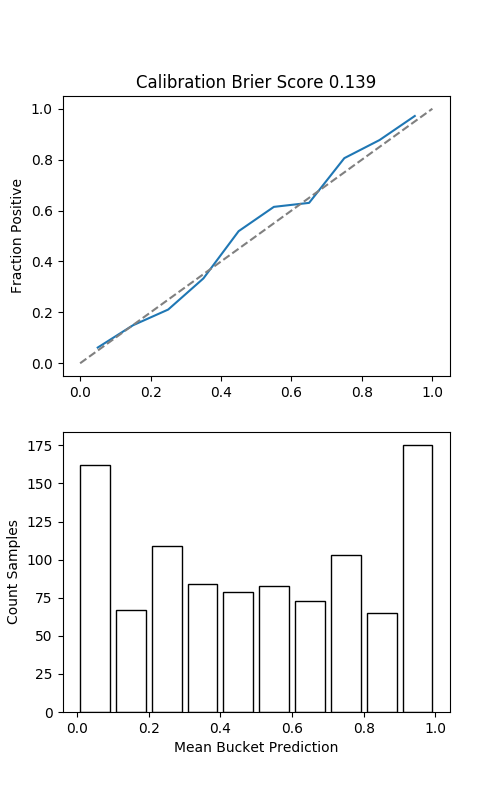 Calibration Brier Score 0.139
1.0
0.8
0.6
0.4
0.2
0.0
Fraction Positive
0.0 0.2 0.4 0.6 0.8 1.0
175
150
125
100
75
50
25
0
Count Samples
0.0 0.2 0.4 0.6 0.8 1.0
Mean Bucket Prediction